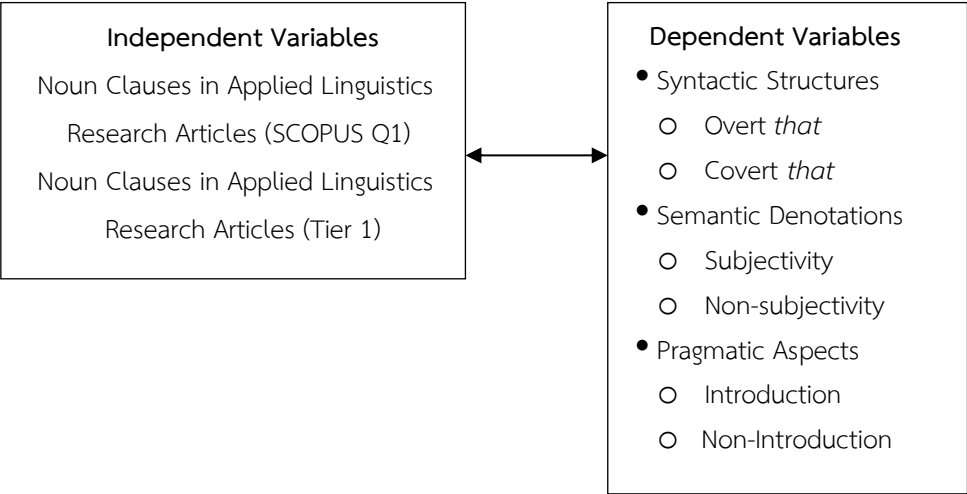 Independent Variables
Noun Clauses in Applied Linguistics
Research Articles (SCOPUS Q1)
Noun Clauses in Applied Linguistics
Research Articles (Tier 1)
Dependent Variables
• Syntactic Structures
o Overt that
o Covert that
• Semantic Denotations
o Subjectivity
o Non-subjectivity
• Pragmatic Aspects
o Introduction
o Non-Introduction